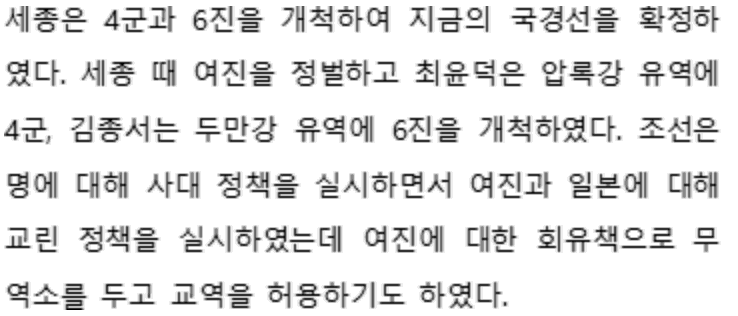 세종은 4군과 6진을 개척하여 지금의 국경선을 확정하
였다. 세종 때 여진을 정벌하고 최윤덕은 압록강 유역에
4군, 김종서는 두만강 유역에 6진을 개척하였다. 조선은
명에 대해 사대 정책을 실시하면서 여진과 일본에 대해
교린 정책을 실시하였는데 여진에 대한 회유책으로 무
역소를 두고 교역을 허용하기도 하였다.